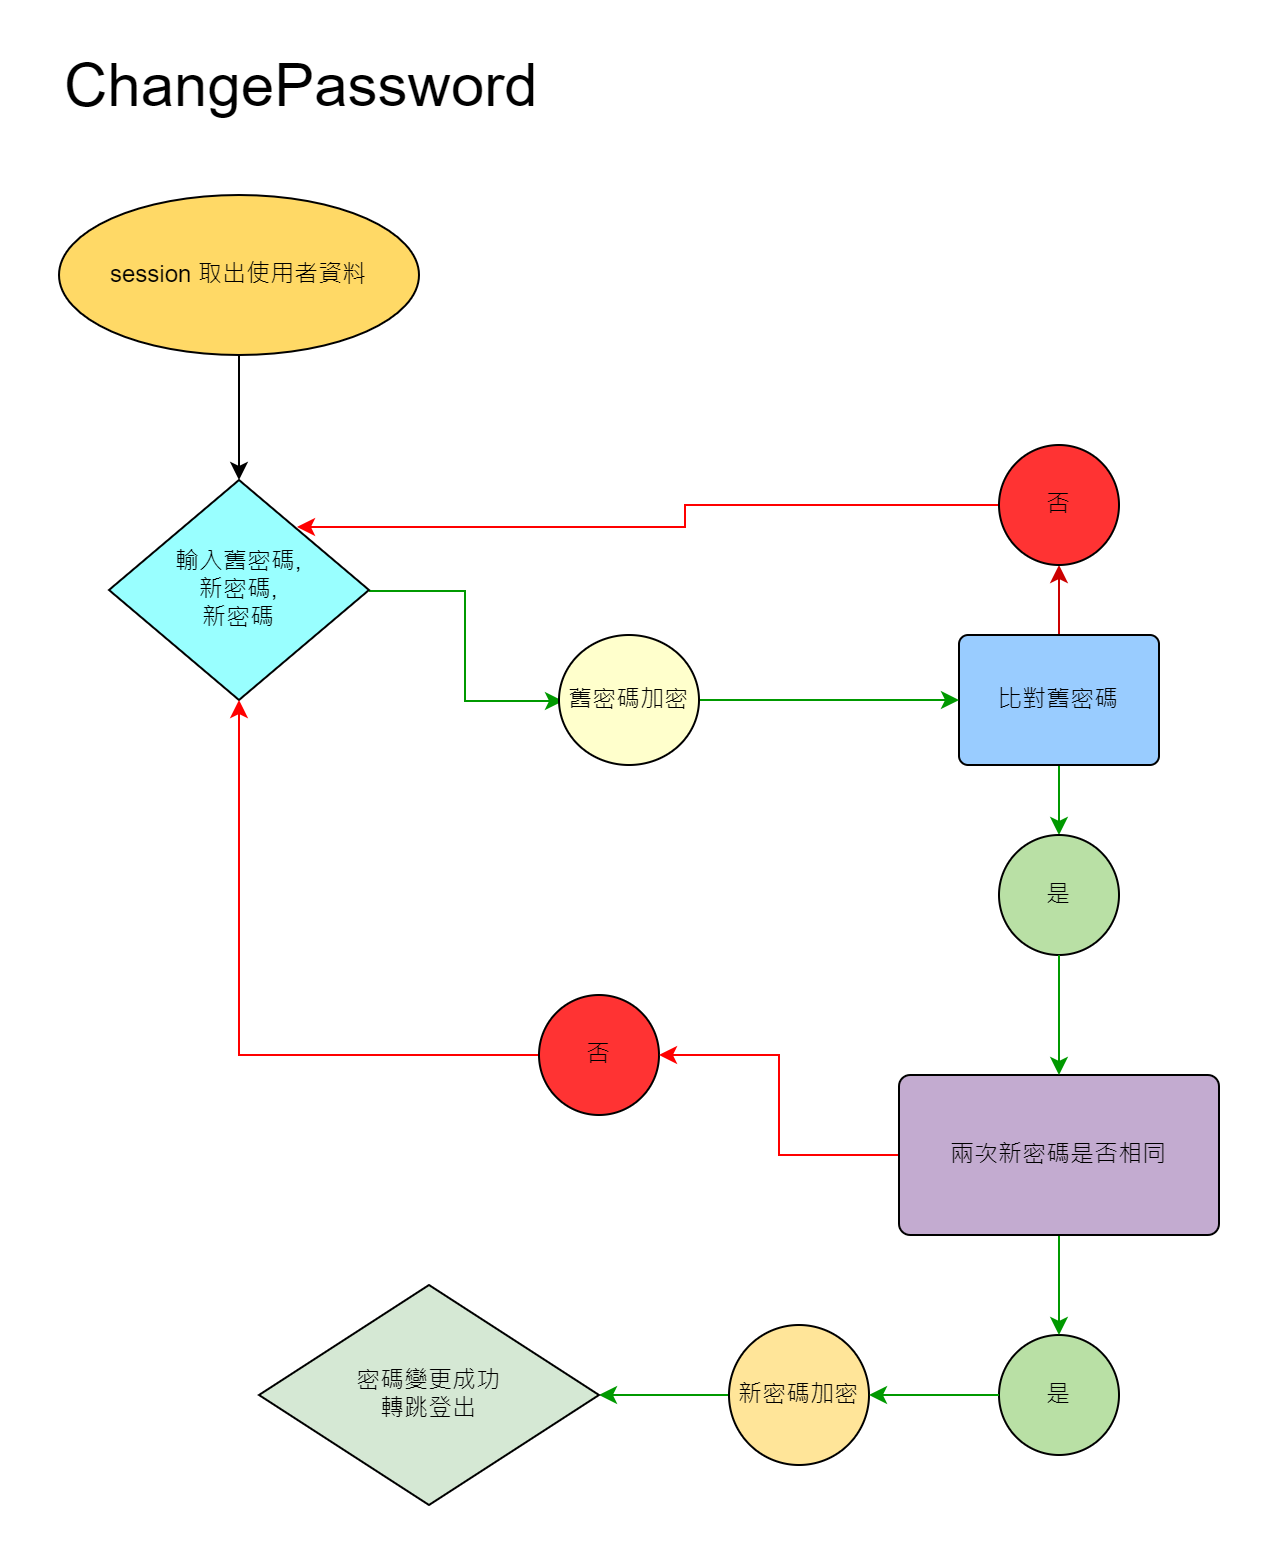 ChangePassword
session 取出使用者資料
輸入舊密碼,
新密碼,
新密碼
否
舊密碼加密
比對舊密碼
是
否
兩次新密碼是否相同
密碼變更成功
轉跳登出
新密碼加密
是